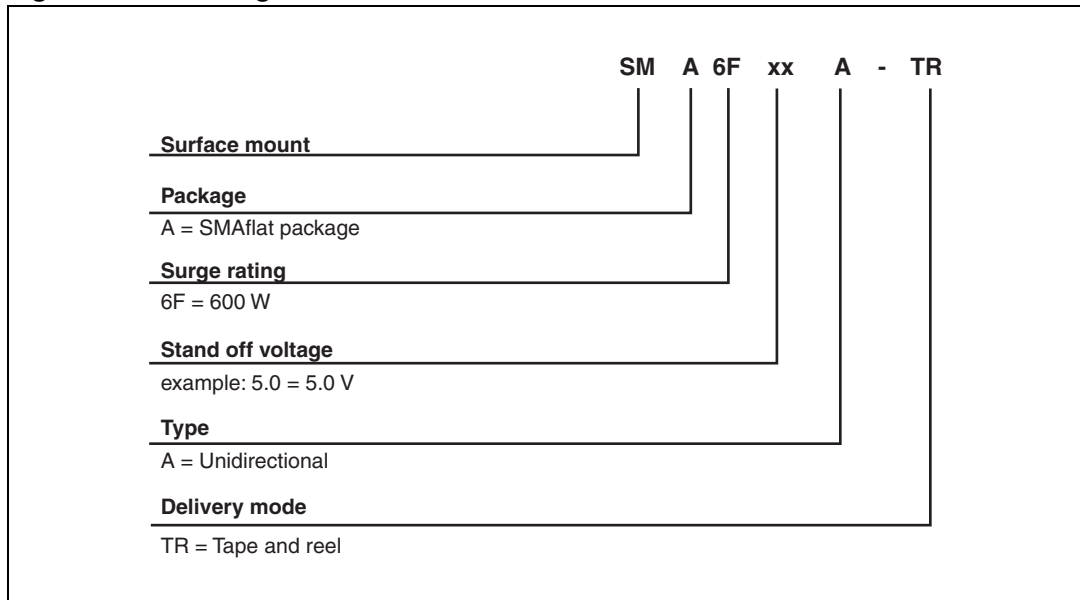 SM A 6F xx A - TR
Surface mount
Package
A = SMAflat package
Surge rating
6F = 600 W
Stand off voltage
example: 5.0 = 5.0 V
Type
A = Unidirectional
Delivery mode
TR = Tape and reel